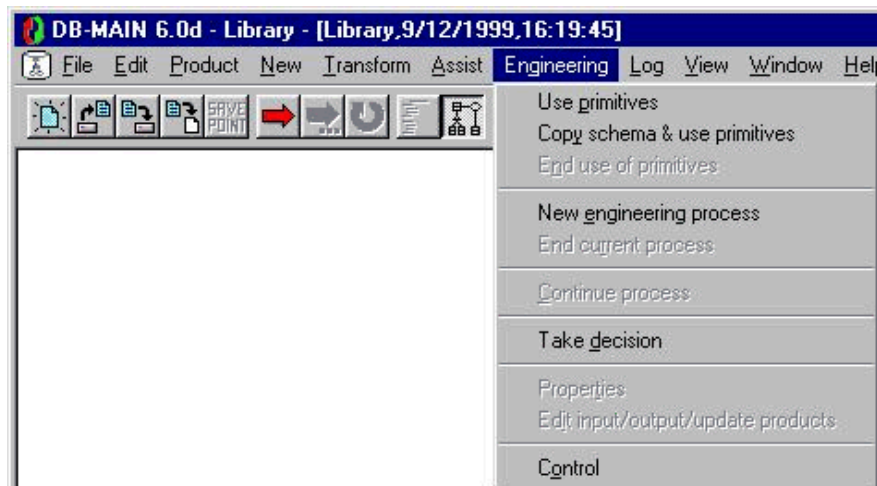 DB-MAIN 6.0d - Library - [Library,9/12/1999,16:19:45]
File Edit Product New Transform Assist Engineering Log View Window Help
SAVE POINT
Use primitives
Copy schema & use primitives
End use of primitives
New engineering process
End current process
Continue process
Take decision
Properties
Edit input/output/update products
Control